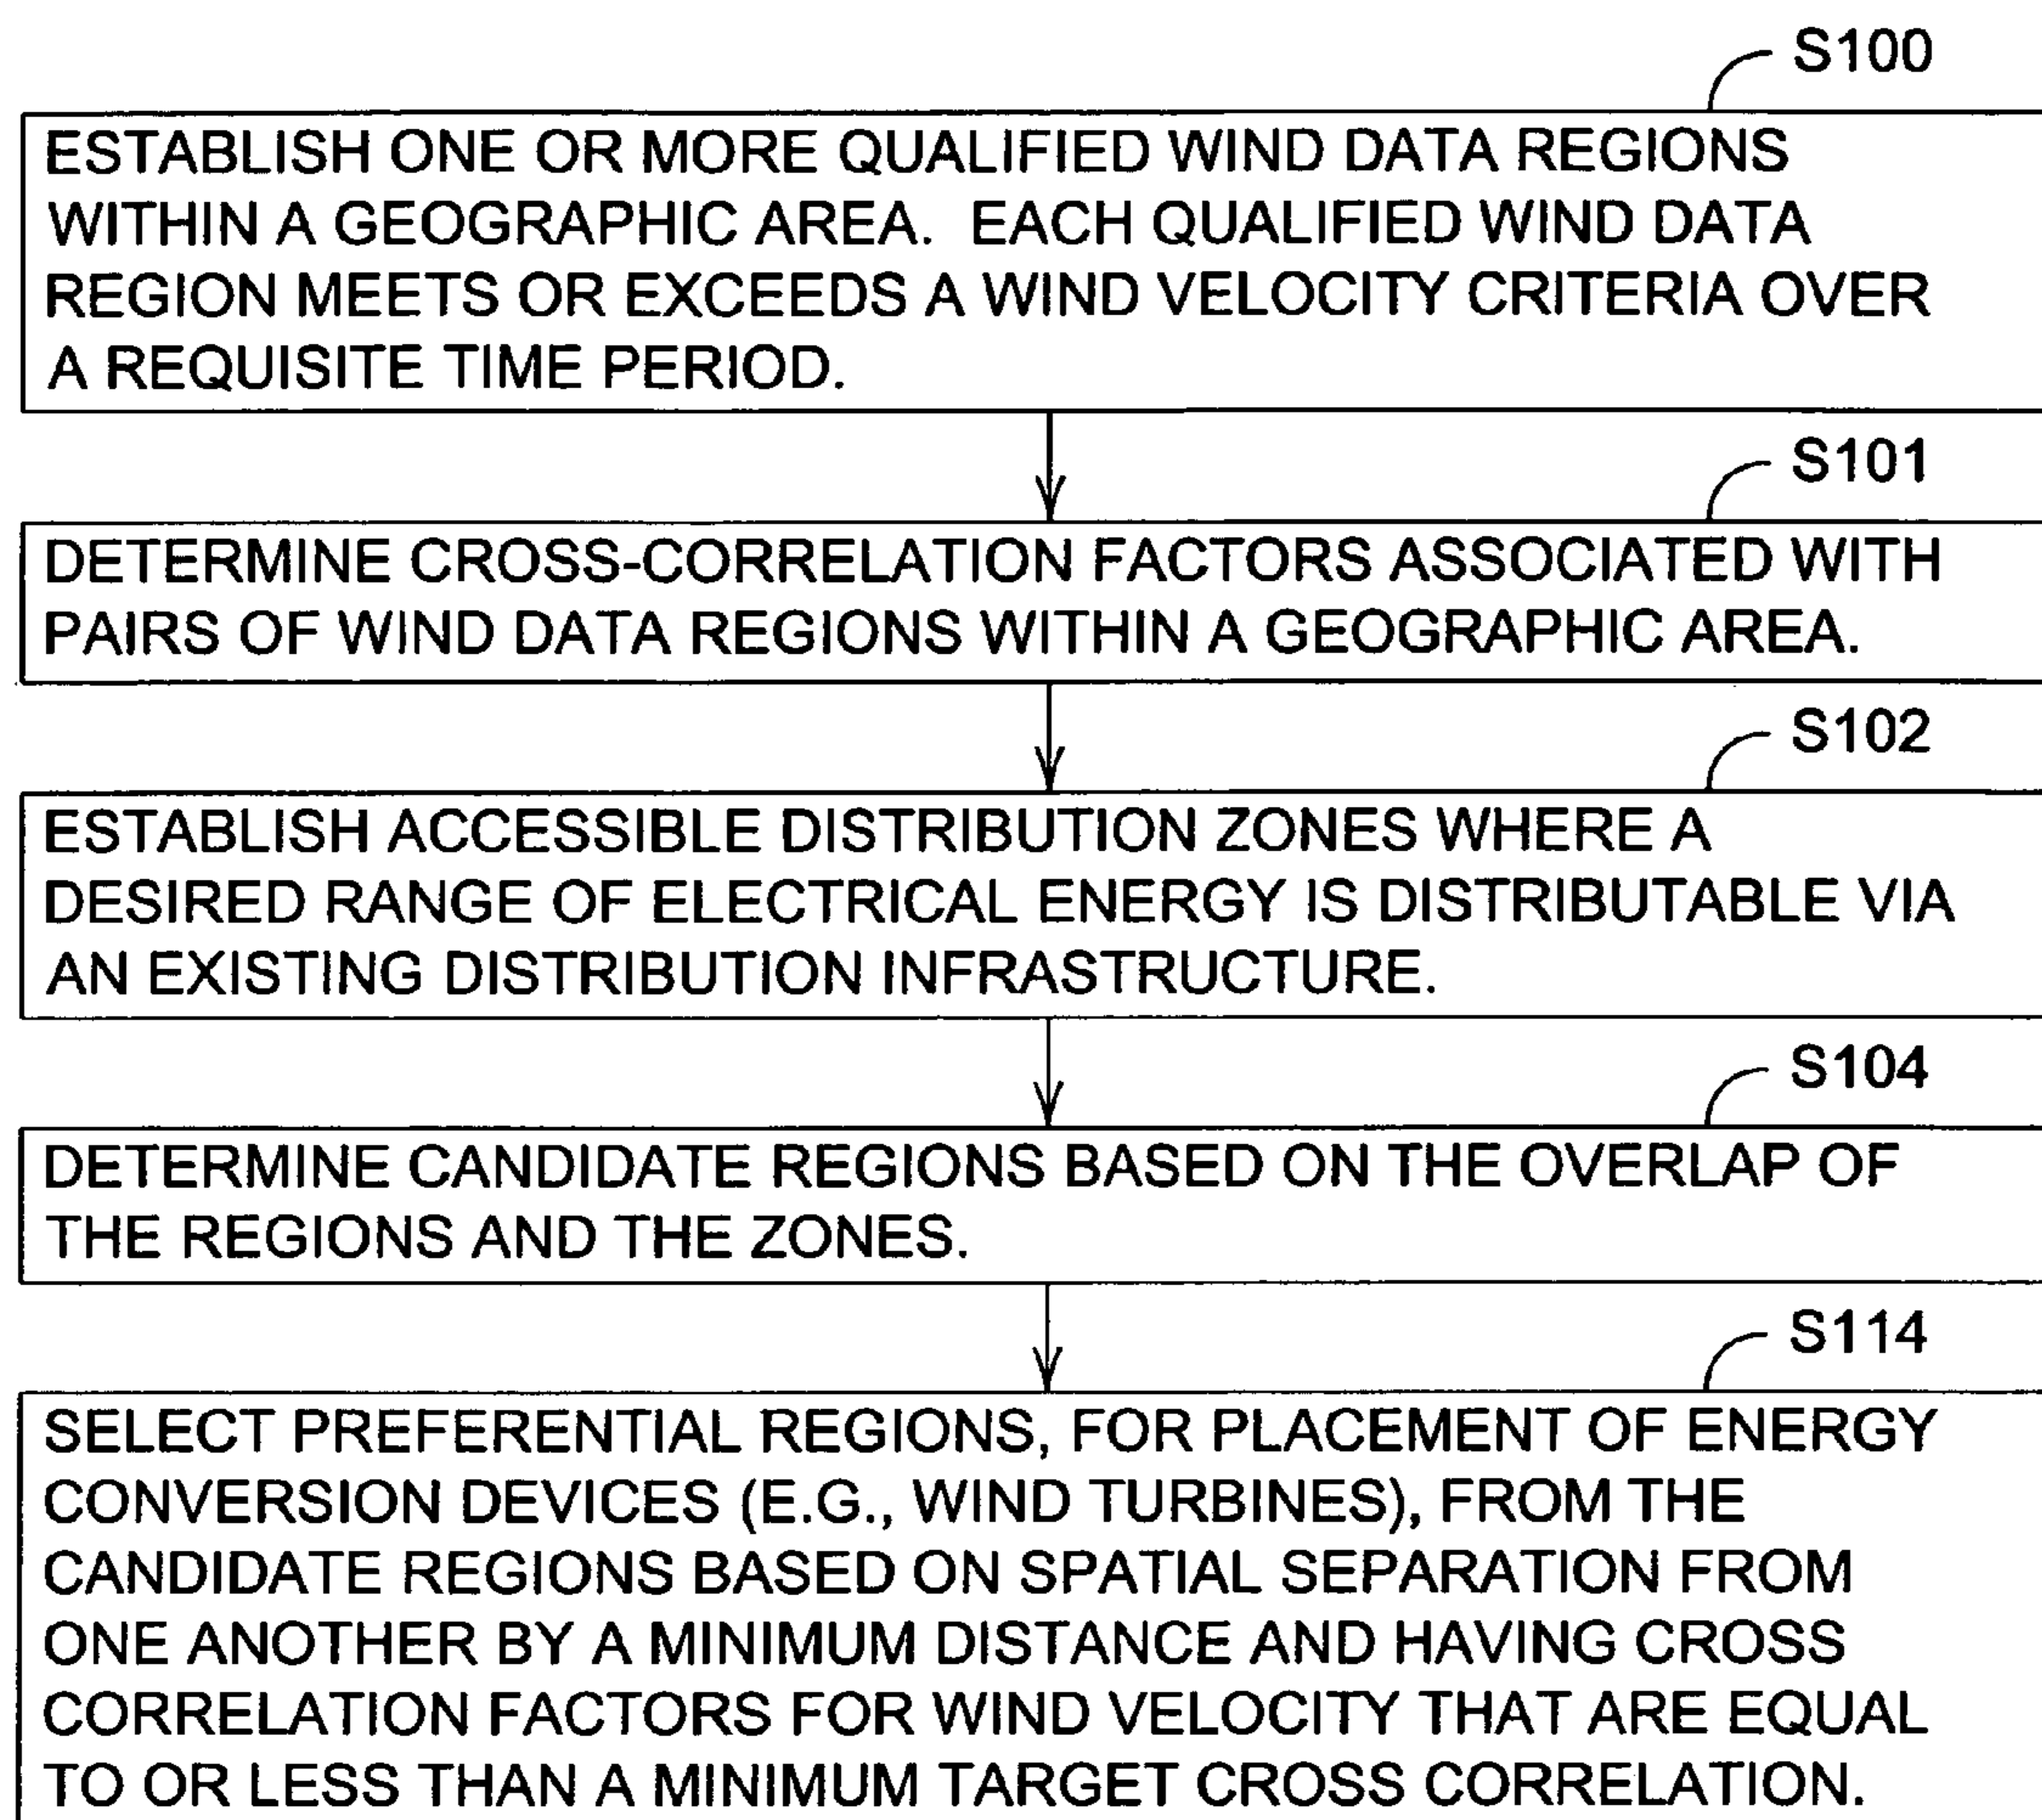 S100
ESTABLISH ONE OR MORE QUALIFIED WIND DATA REGIONS
WITHIN A GEOGRAPHIC AREA. EACH QUALIFIED WIND DATA
REGION MEETS OR EXCEEDS A WIND VELOCITY CRITERIA OVER
A REQUISITE TIME PERIOD.
S101
DETERMINE CROSS-CORRELATION FACTORS ASSOCIATED WITH
PAIRS OF WIND DATA REGIONS WITHIN A GEOGRAPHIC AREA.
S102
ESTABLISH ACCESSIBLE DISTRIBUTION ZONES WHERE A
DESIRED RANGE OF ELECTRICAL ENERGY IS DISTRIBUTABLE VIA
AN EXISTING DISTRIBUTION INFRASTRUCTURE.
S104
DETERMINE CANDIDATE REGIONS BASED ON THE OVERLAP OF
THE REGIONS AND THE ZONES.
S114
SELECT PREFERENTIAL REGIONS, FOR PLACEMENT OF ENERGY
CONVERSION DEVICES (E.G., WIND TURBINES), FROM THE
CANDIDATE REGIONS BASED ON SPATIAL SEPARATION FROM
ONE ANOTHER BY A MINIMUM DISTANCE AND HAVING CROSS
CORRELATION FACTORS FOR WIND VELOCITY THAT ARE EQUAL
TO OR LESS THAN A MINIMUM TARGET CROSS CORRELATION.